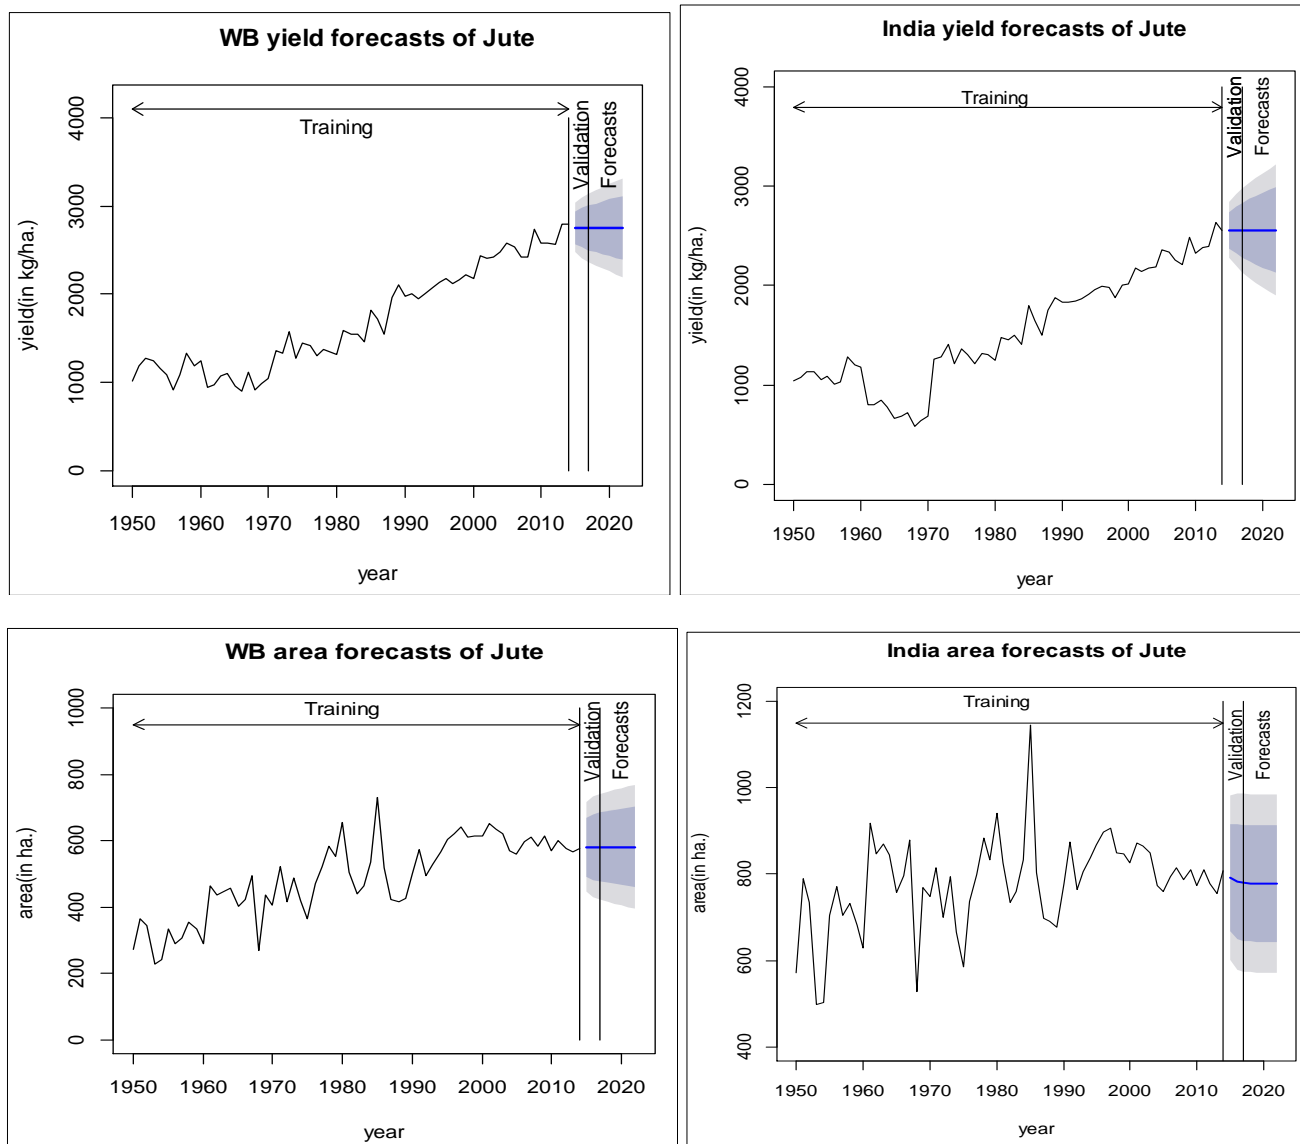 WB yield forecasts of Jute
yield(in kg/ha.)
4000
3000
2000
1000
0
Training
Validation
Forecasts
1950 1960 1970 1980 1990 2000 2010 2020
year
India yield forecasts of Jute
yield(in kg/ha.)
4000
3000
2000
1000
0
Training
Validation
Forecasts
1950 1960 1970 1980 1990 2000 2010 2020
year
WB area forecasts of Jute
area(in ha.)
1000
800
600
400
200
0
Training
Validation
Forecasts
1950 1960 1970 1980 1990 2000 2010 2020
year
India area forecasts of Jute
area(in ha.)
1200
1000
800
600
400
Training
Validation
Forecasts
1950 1960 1970 1980 1990 2000 2010 2020
year